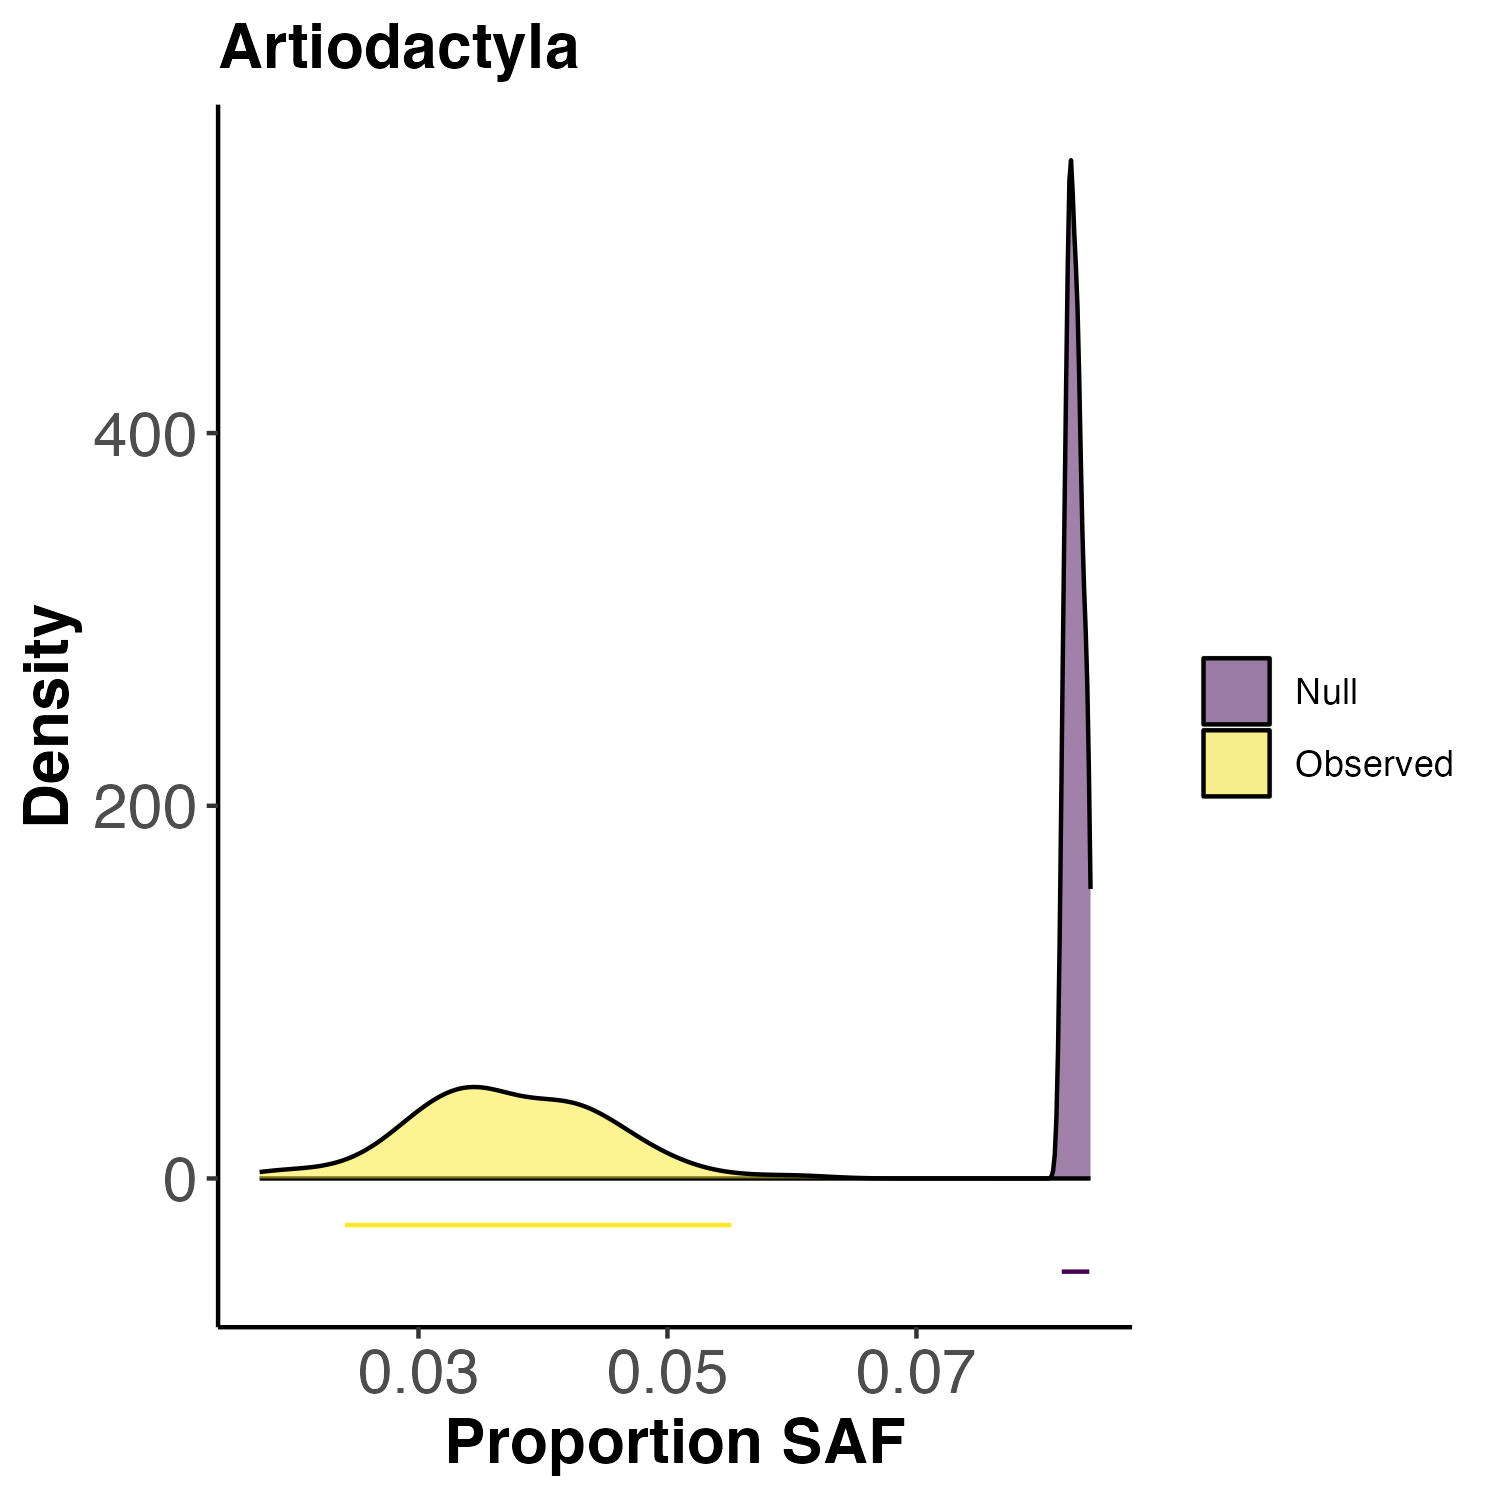 Artiodactyla
Density
400
200
0
0.03
0.05
0.07
Proportion SAF
Null
Observed